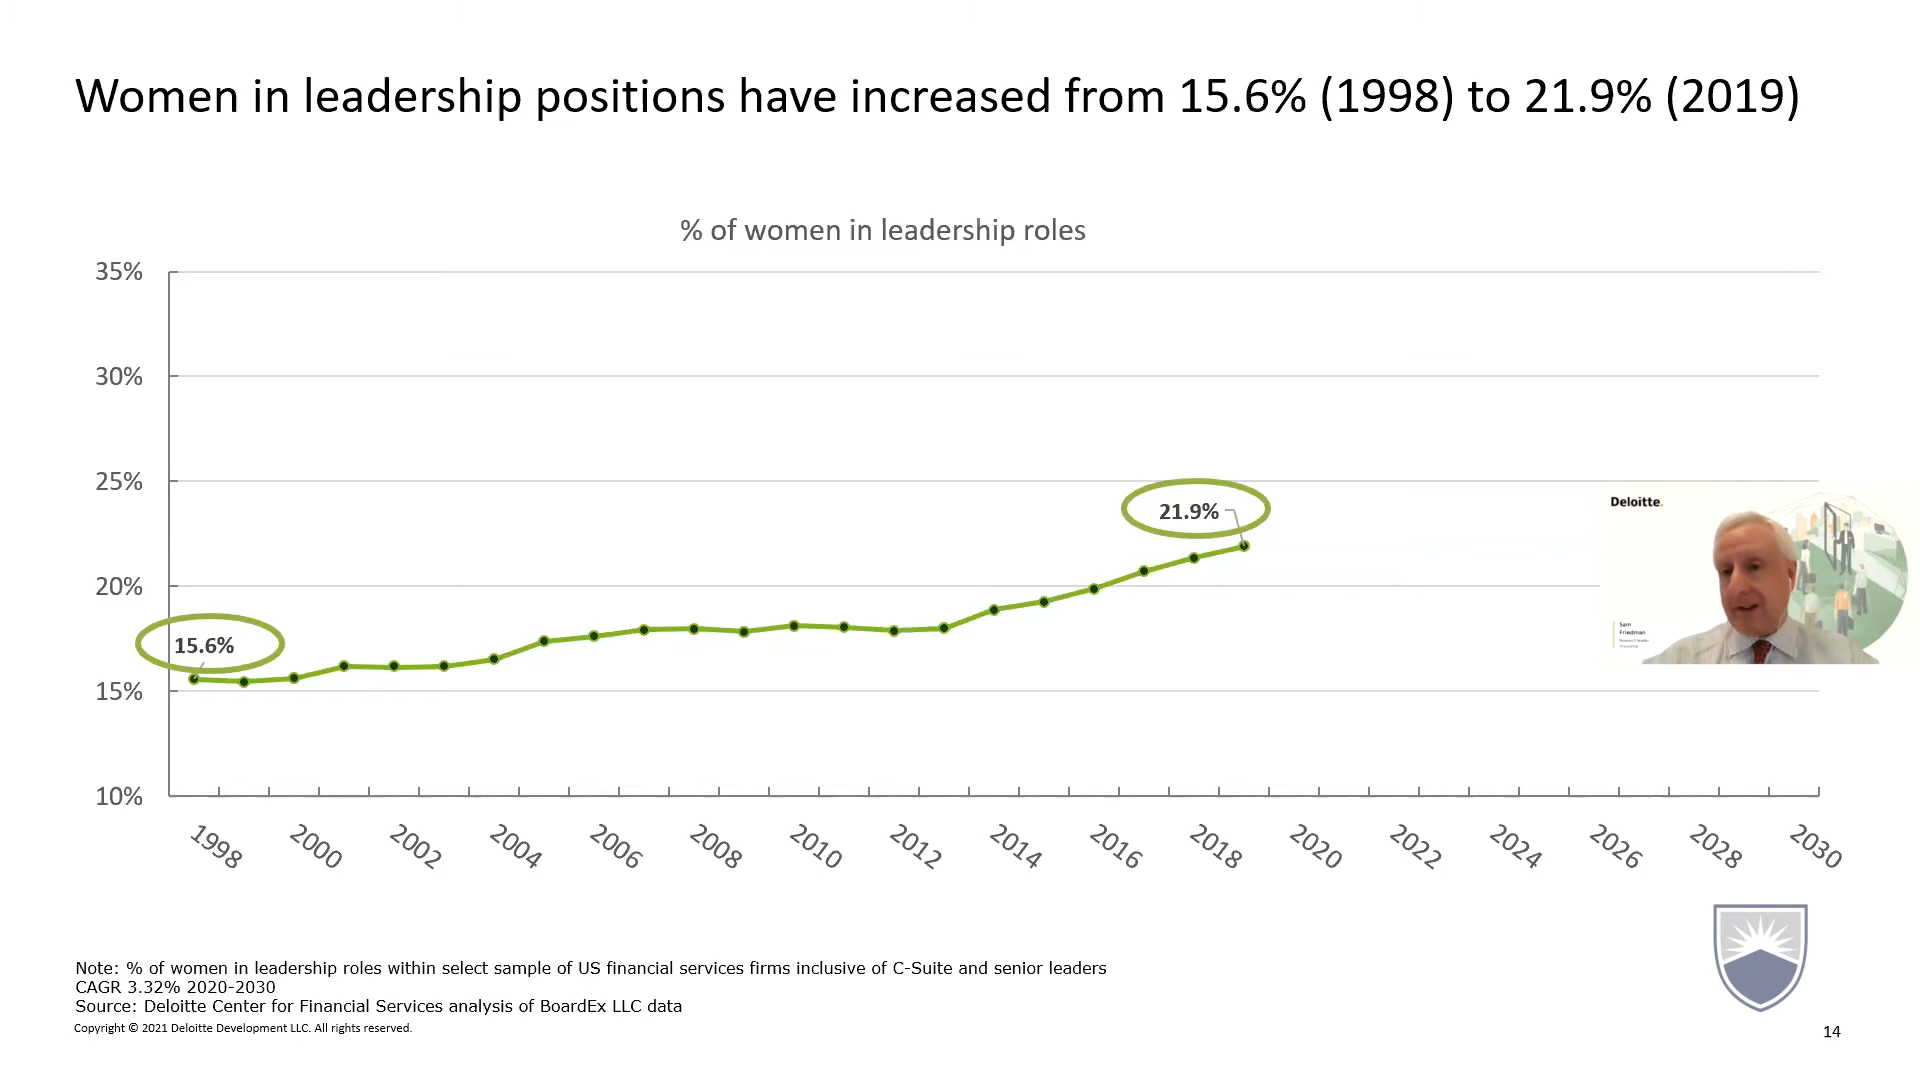 Women in leadership positions have increased from 15.6% (1998) to 21.9% (2019)
% of women in leadership roles
35%
30%
25%
20%
15%
10%
15.6%
21.9%
1998 2000 2002 2004 2006 2008 2010 2012 2014 2016 2018 2020 2022 2024 2026 2028 2030
Deloitte.
Sam
Friedman
Note: % of women in leadership roles within select sample of US financial services firms inclusive of C-Suite and senior leaders
CAGR 3.32% 2020-2030
Source: Deloitte Center for Financial Services analysis of BoardEx LLC data
Copyright © 2021 Deloitte Development LLC. All rights reserved.
14